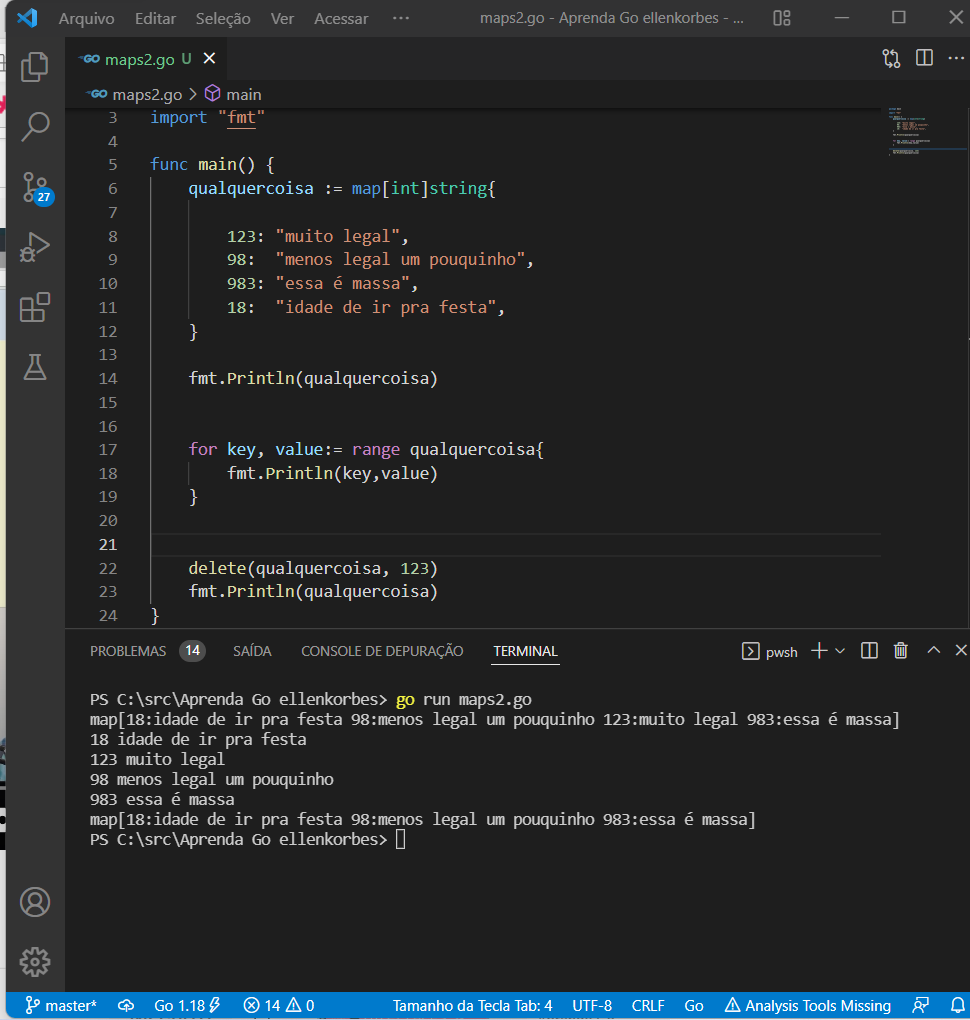 Arquivo Editar Seleção Ver Acessar ··· maps2.go - Aprenda Go ellenkorbes - ...
GO maps2.go U
GO maps2.go > main
3 import "fmt"
4
5 func main() {
6 qualquercoisa := map[int]string{
7
8 123: "muito legal",
9 98: "menos legal um pouquinho",
10 983: "essa é massa",
11 18: "idade de ir pra festa",
12 }
13
14 fmt.Println(qualquercoisa)
15
16
17 for key, value:= range qualquercoisa{
18 fmt.Println(key,value)
19 }
20
21
22 delete(qualquercoisa, 123)
23 fmt.Println(qualquercoisa)
24 }
27
PROBLEMAS 14 SAÍDA CONSOLE DE DEPURAÇÃO TERMINAL pwsh
PS C:\src\Aprenda Go ellenkorbes> go run maps2.go
map[18:idade de ir pra festa 98:menos legal um pouquinho 123:muito legal 983:essa é massa]
18 idade de ir pra festa
123 muito legal
98 menos legal um pouquinho
983 essa é massa
map[18:idade de ir pra festa 98:menos legal um pouquinho 983:essa é massa]
PS C:\src\Aprenda Go ellenkorbes>
master* Go 1.18 14 0 Tamanho da Tecla Tab: 4 UTF-8 CRLF Go Analysis Tools Missing